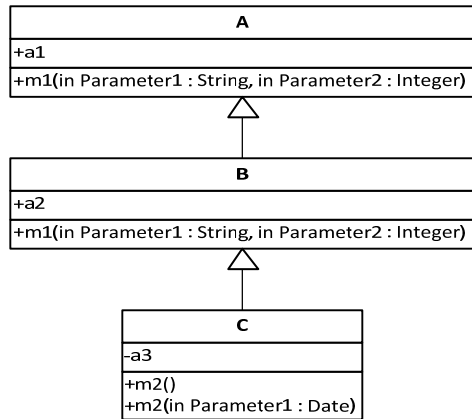 A
+a1
+m1(in Parameter1 : String, in Parameter2 : Integer)
B
+a2
+m1(in Parameter1 : String, in Parameter2 : Integer)
C
-a3
+m2()
+m2(in Parameter1 : Date)